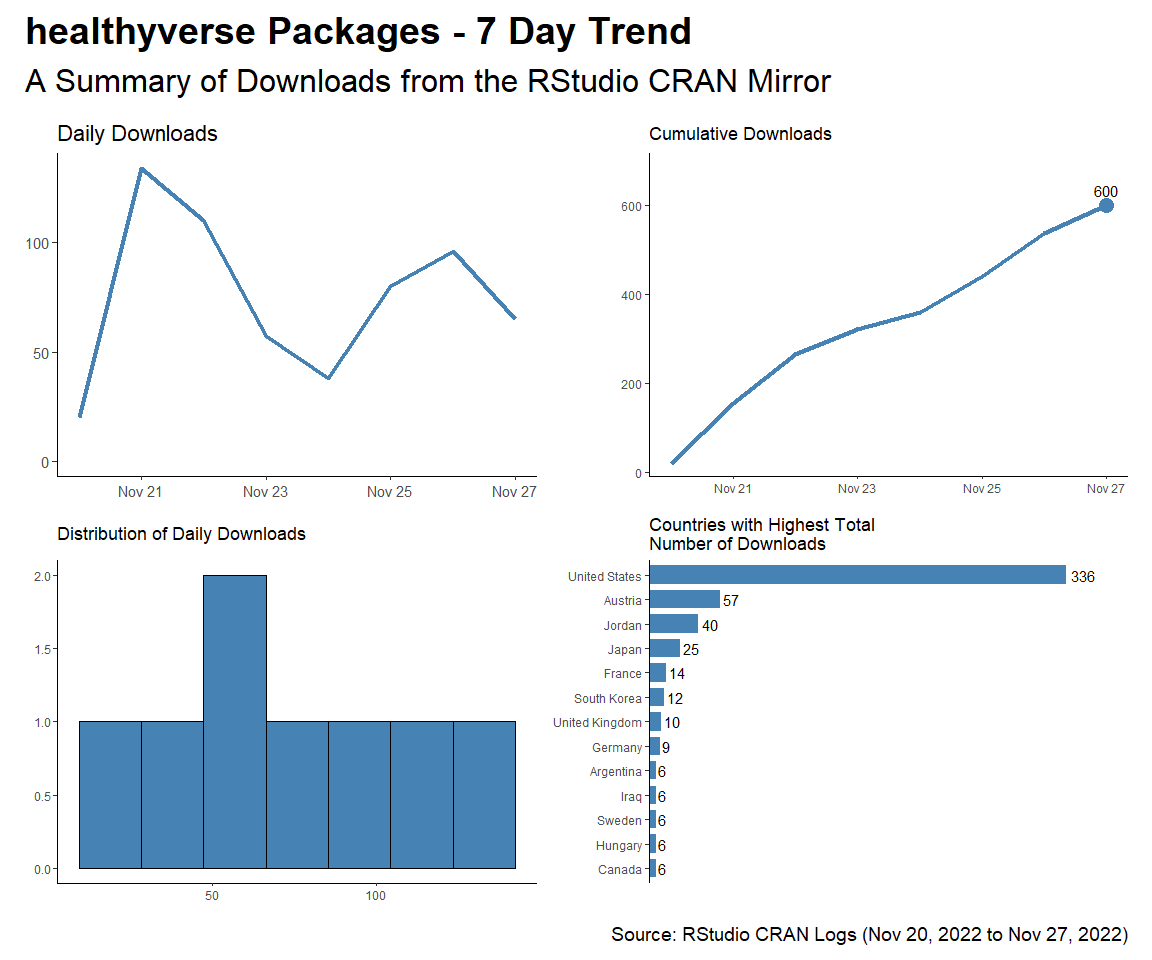 healthyverse Packages - 7 Day Trend
A Summary of Downloads from the RStudio CRAN Mirror
Daily Downloads
100
50
0
Nov 21
Nov 23
Nov 25
Nov 27
Cumulative Downloads
600
600
400
200
0
Nov 21
Nov 23
Nov 25
Nov 27
Distribution of Daily Downloads
2.0
1.5
1.0
0.5
0.0
50
100
Countries with Highest Total
Number of Downloads
United States 336
Austria 57
Jordan 40
Japan 25
France 14
South Korea 12
United Kingdom 10
Germany 9
Argentina 6
Iraq 6
Sweden 6
Hungary 6
Canada 6
Source: RStudio CRAN Logs (Nov 20, 2022 to Nov 27, 2022)